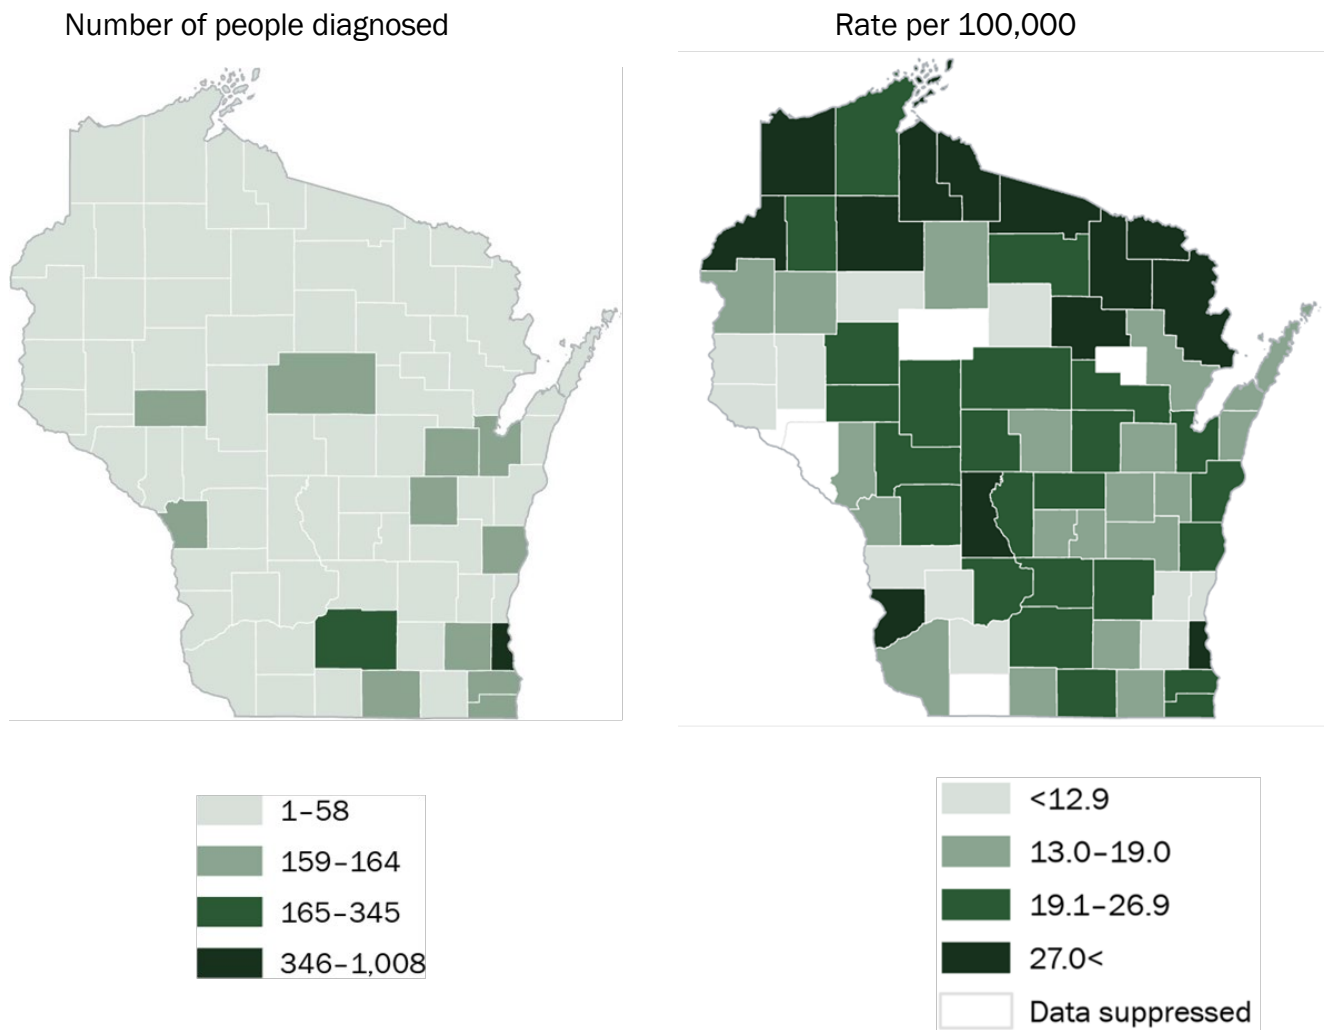 Number of people diagnosed
Rate per 100,000
1–58
159–164
165–345
346–1,008
<12.9
13.0–19.0
19.1–26.9
27.0<
Data suppressed